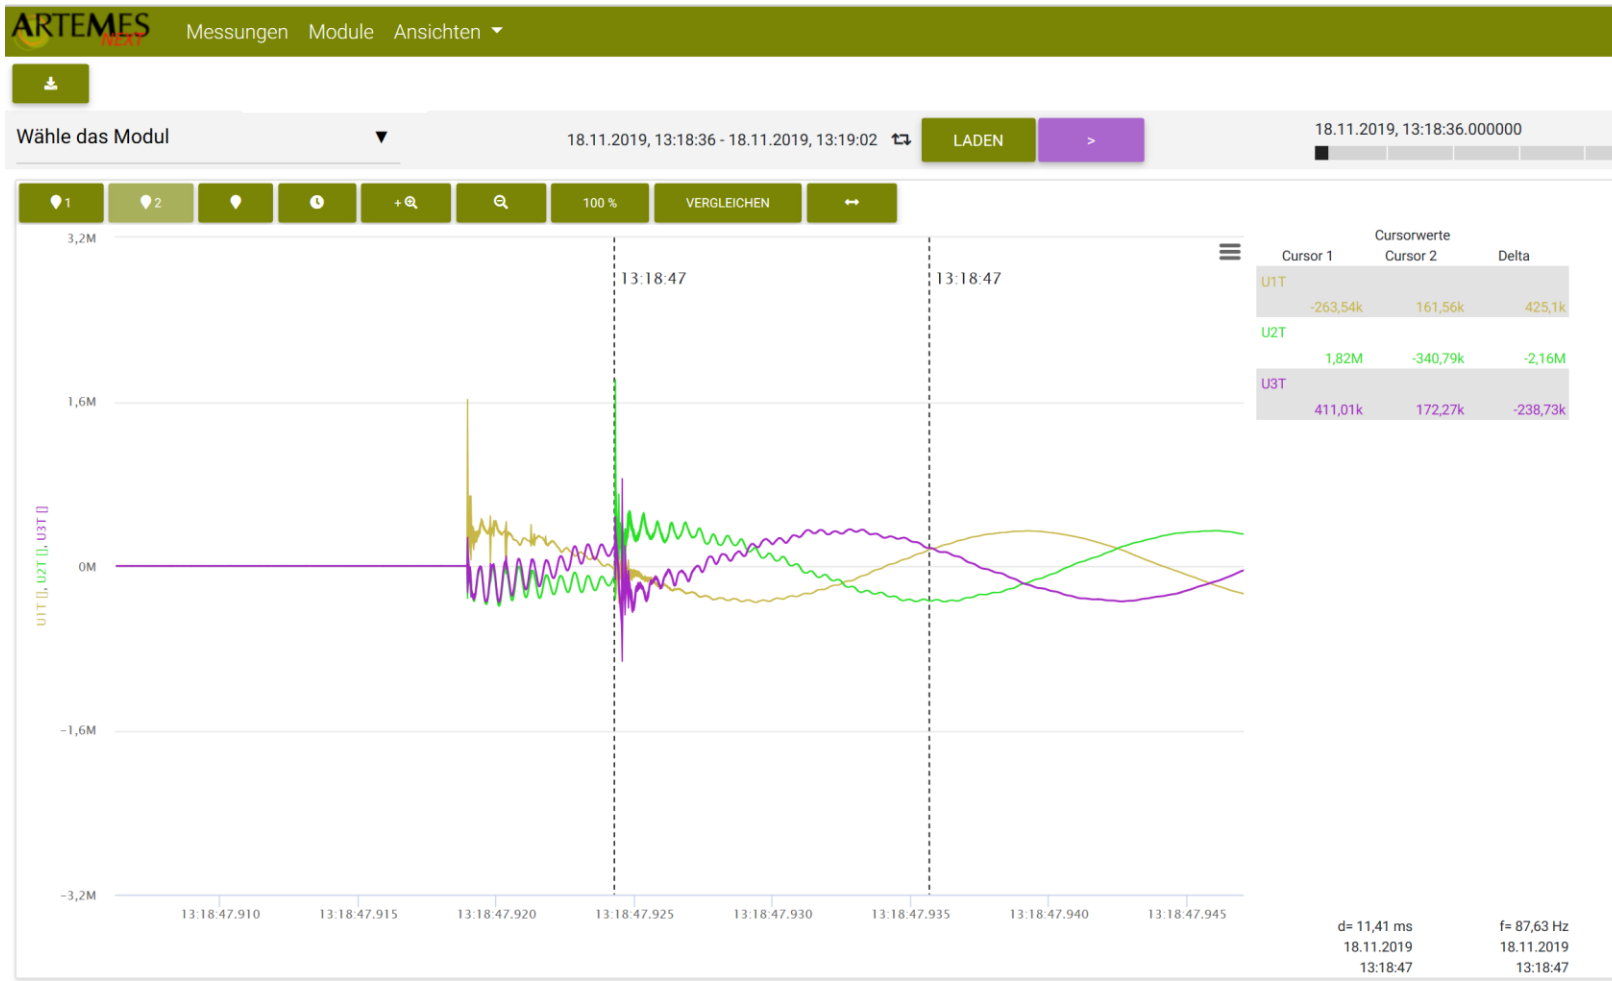 ARTEMES
NEXT
Messungen Module Ansichten
Wähle das Modul
18.11.2019, 13:18:36 - 18.11.2019, 13:19:02
LADEN
>
18.11.2019, 13:18:36.000000
1
2
+
100 %
VERGLEICHEN
3,2M
1,6M
0M
−1,6M
−3,2M
U1T [], U2T [], U3T []
13:18:47
13:18:47
13:18:47.910 13:18:47.915 13:18:47.920 13:18:47.925 13:18:47.930 13:18:47.935 13:18:47.940 13:18:47.945
Cursorwerte
Cursor 1 Cursor 2 Delta
U1T
-263,54k 161,56k 425,1k
U2T
1,82M -340,79k -2,16M
U3T
411,01k 172,27k -238,73k
d= 11,41 ms f= 87,63 Hz
18.11.2019 18.11.2019
13:18:47 13:18:47